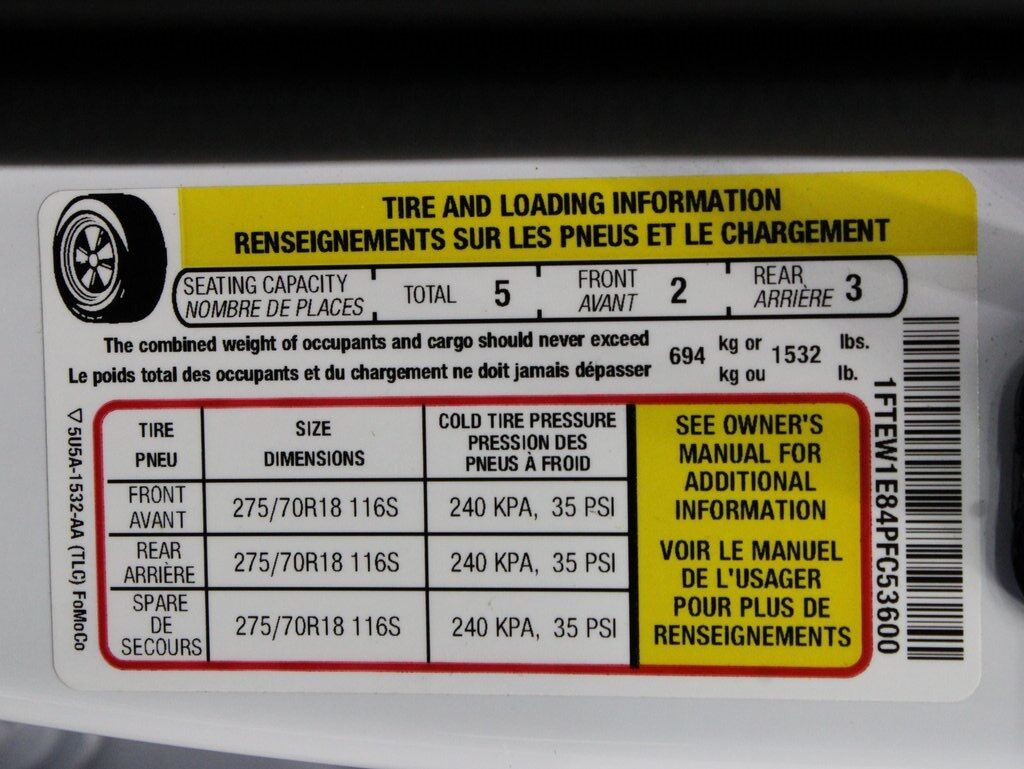 TIRE AND LOADING INFORMATION
RENSEIGNEMENTS SUR LES PNEUS ET LE CHARGEMENT
SEATING CAPACITY
NOMBRE DE PLACES
TOTAL 5
FRONT
AVANT
2
REAR
ARRIÈRE
3
The combined weight of occupants and cargo should never exceed
Le poids total des occupants et du chargement ne doit jamais dépasser
694
kg or
kg ou
1532
lbs.
lb.
TIRE
PNEU
SIZE
DIMENSIONS
COLD TIRE PRESSURE
PRESSION DES
PNEUS À FROID
FRONT
AVANT
275/70R18 116S
240 KPA, 35 PSI
REAR
ARRIÈRE
275/70R18 116S
240 KPA, 35 PSI
SPARE
DE
SECOURS
275/70R18 116S
240 KPA, 35 PSI
SEE OWNER'S
MANUAL FOR
ADDITIONAL
INFORMATION
VOIR LE MANUEL
DE L'USAGER
POUR PLUS DE
RENSEIGNEMENTS
5U5A-1532-AA (TLC) FoMoCo
1FTEW1E84PFC53600